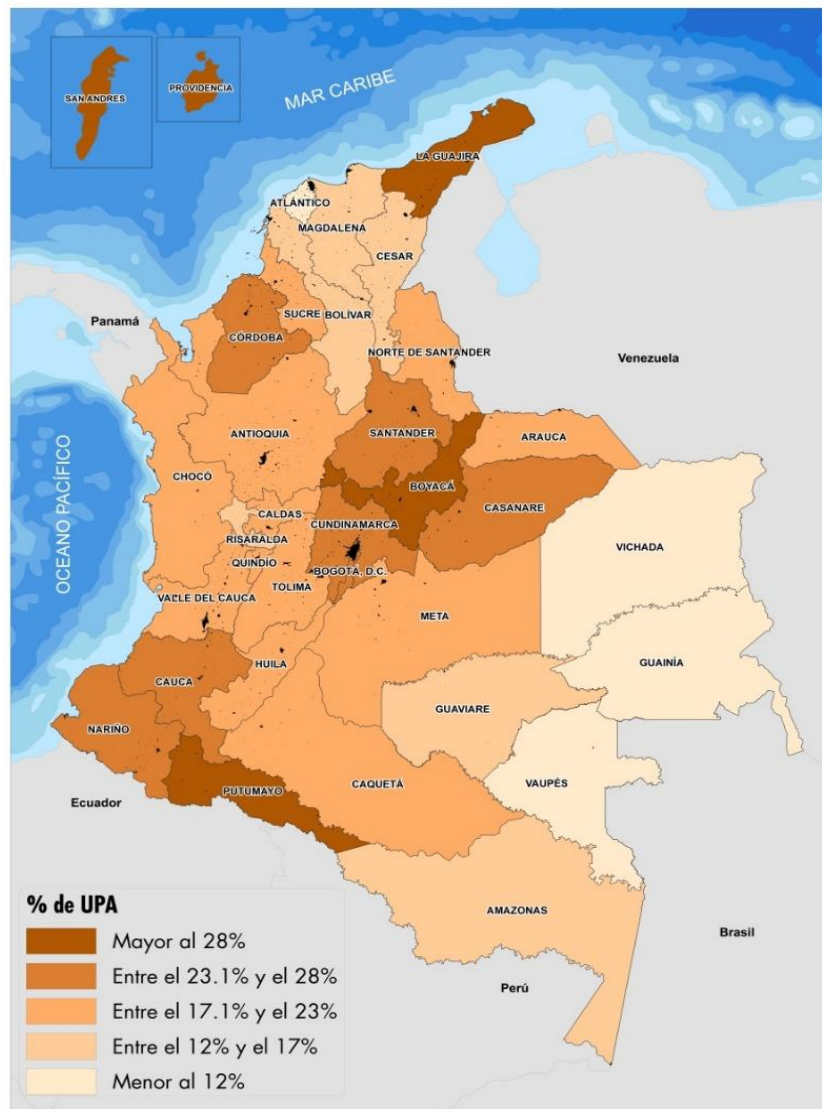 SAN ANDRES
PROVIDENCIA
MAR CARIBE
LA GUAJIRA
ATLÁNTICO
MAGDALENA
CESAR
SUCRE
BOLÍVAR
Panamá
CÓRDOBA
NORTE DE SANTANDER
Venezuela
ANTIOQUIA
SANTANDER
ARAUCA
OCEANO PACÍFICO
CHOCÓ
BOYACÁ
CASANARE
CALDAS
CUNDINAMARCA
RISARALDA
VICHADA
QUINDÍO
BOGOTÁ, D.C.
TOLIMA
VALLE DEL CAUCA
META
HUILA
GUAINÍA
CAUCA
GUAVIARE
NARIÑO
CAQUETÁ
VAUPÉS
PUTUMAYO
Ecuador
AMAZONAS
Brasil
Perú
% de UPA
Mayor al 28%
Entre el 23.1% y el 28%
Entre el 17.1% y el 23%
Entre el 12% y el 17%
Menor al 12%